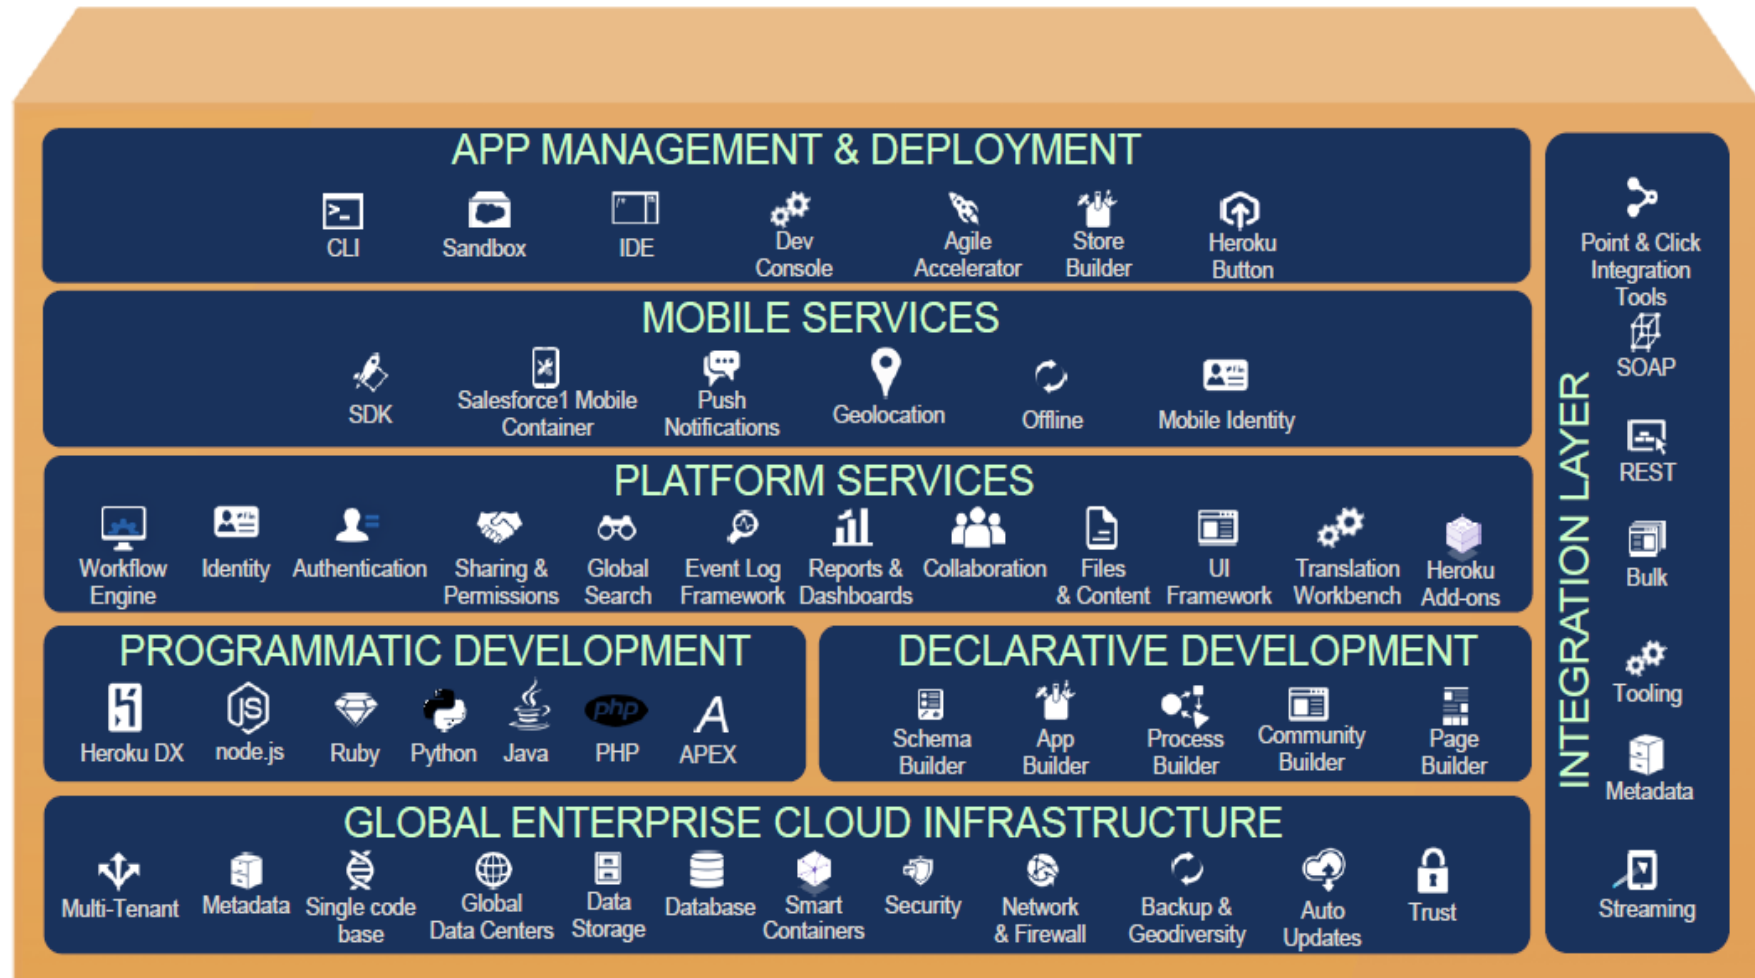 APP MANAGEMENT & DEPLOYMENT
CLI
Sandbox
IDE
Dev
Console
Agile
Accelerator
Store
Builder
Heroku
Button
MOBILE SERVICES
SDK
Salesforce1 Mobile
Container
Push
Notifications
Geolocation
Offline
Mobile Identity
PLATFORM SERVICES
Workflow
Engine
Identity
Authentication
Sharing &
Permissions
Global
Search
Event Log
Framework
Reports &
Dashboards
Collaboration
Files
& Content
UI
Framework
Translation
Workbench
Heroku
Add-ons
PROGRAMMATIC DEVELOPMENT
Heroku DX
JS
node.js
Ruby
Python
Java
php
PHP
A
APEX
DECLARATIVE DEVELOPMENT
Schema
Builder
App
Builder
Process
Builder
Community
Builder
Page
Builder
GLOBAL ENTERPRISE CLOUD INFRASTRUCTURE
Multi-Tenant
Metadata
Single code
base
Global
Data Centers
Data
Storage
Database
Smart
Containers
Security
Network
& Firewall
Backup &
Geodiversity
Auto
Updates
Trust
INTEGRATION LAYER
Point & Click
Integration
Tools
SOAP
REST
Bulk
Tooling
Metadata
Streaming